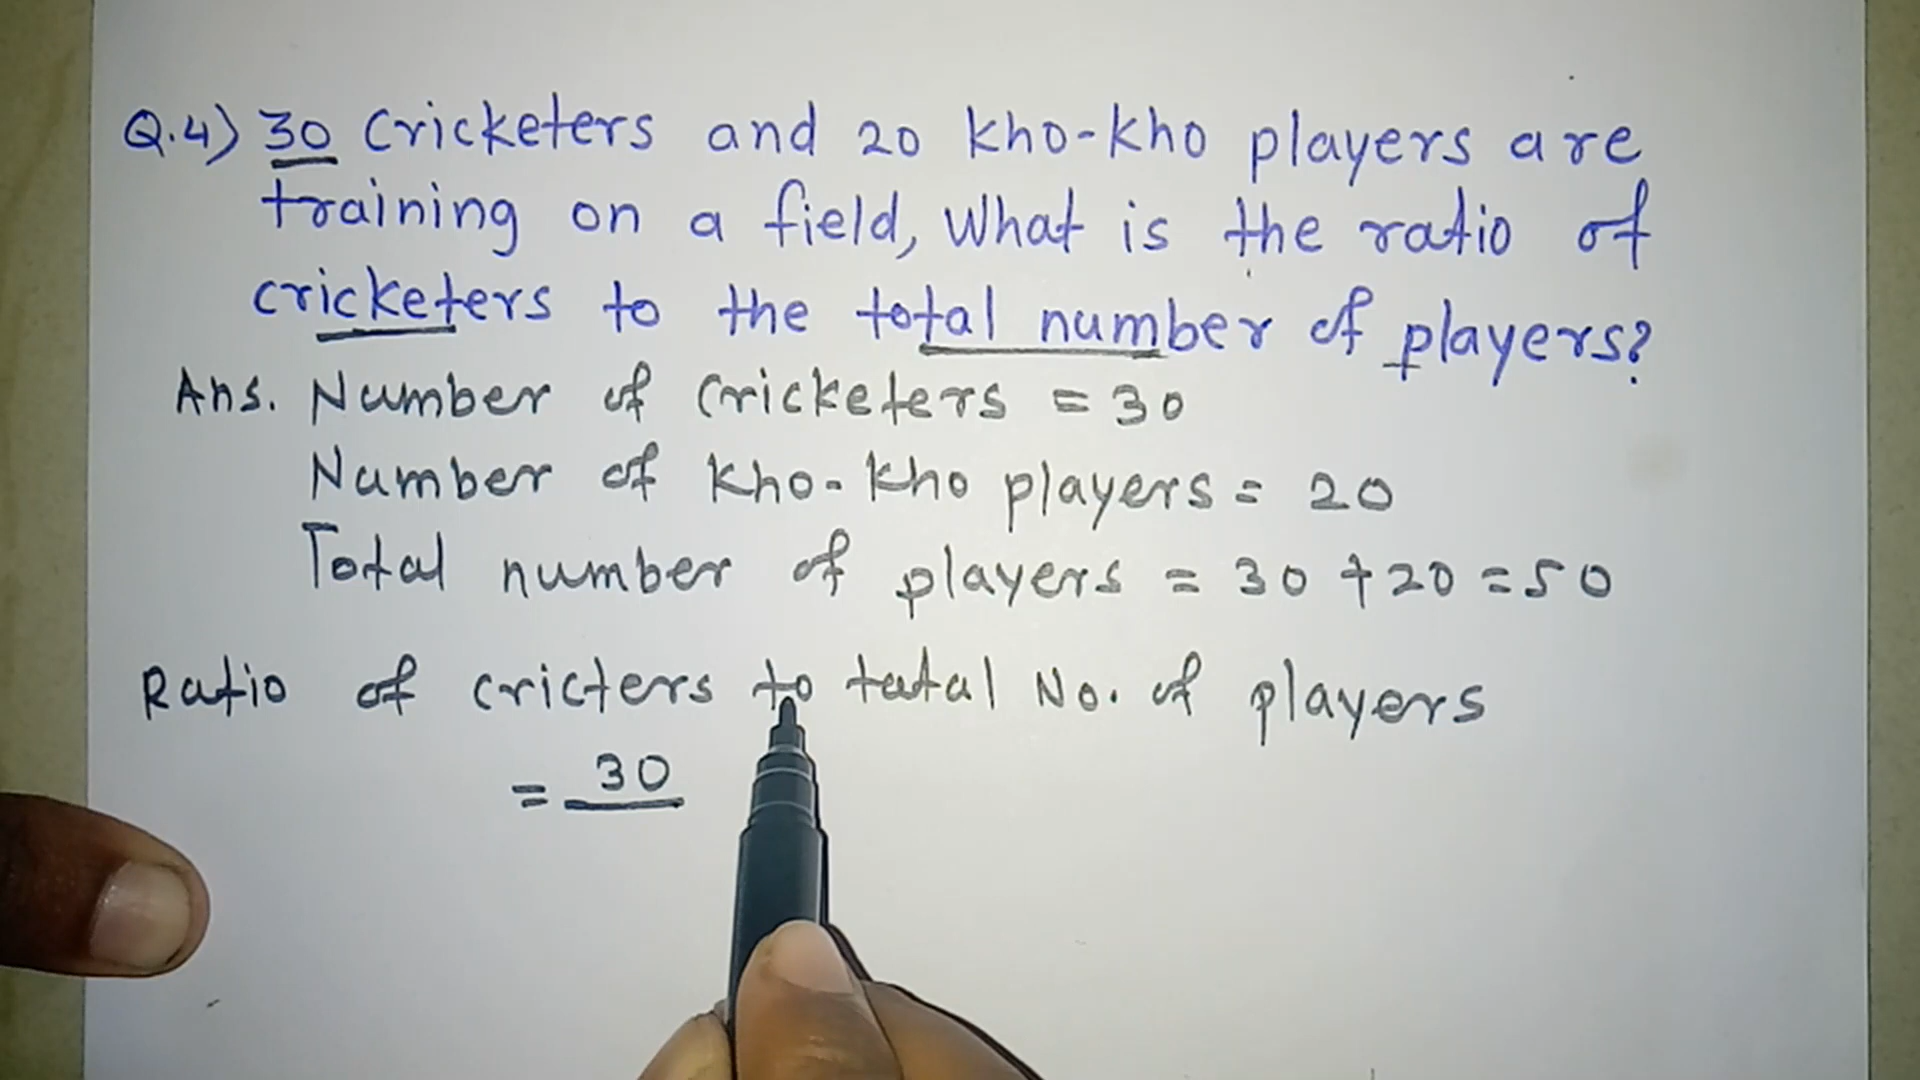 Q.4) 30 Cricketers and 20 kho-kho players are
training on a field, What is the ratio of
cricketers to the total number of players?
Ans. Number of Cricketers = 30
Number of kho-kho players = 20
Total number of players = 30 + 20 = 50
Ratio of cricters to tatal No. of players
= 30